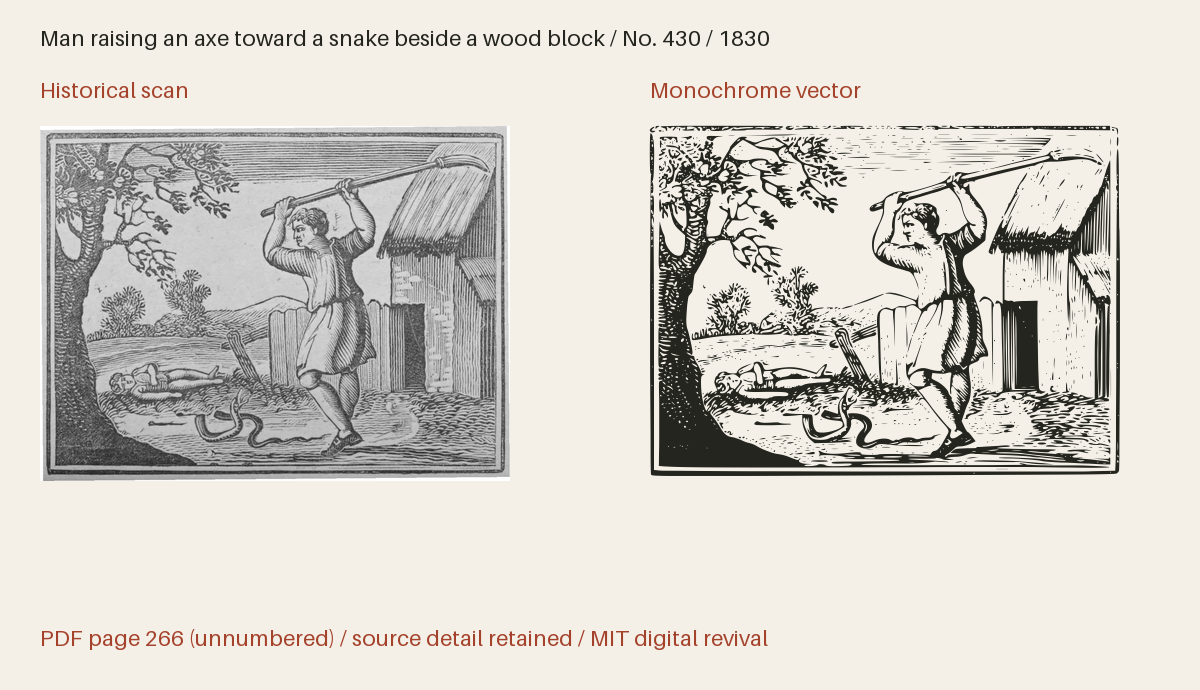 Man raising an axe toward a snake beside a wood block / No. 430 / 1830
Historical scan
Monochrome vector
PDF page 266 (unnumbered) / source detail retained / MIT digital revival